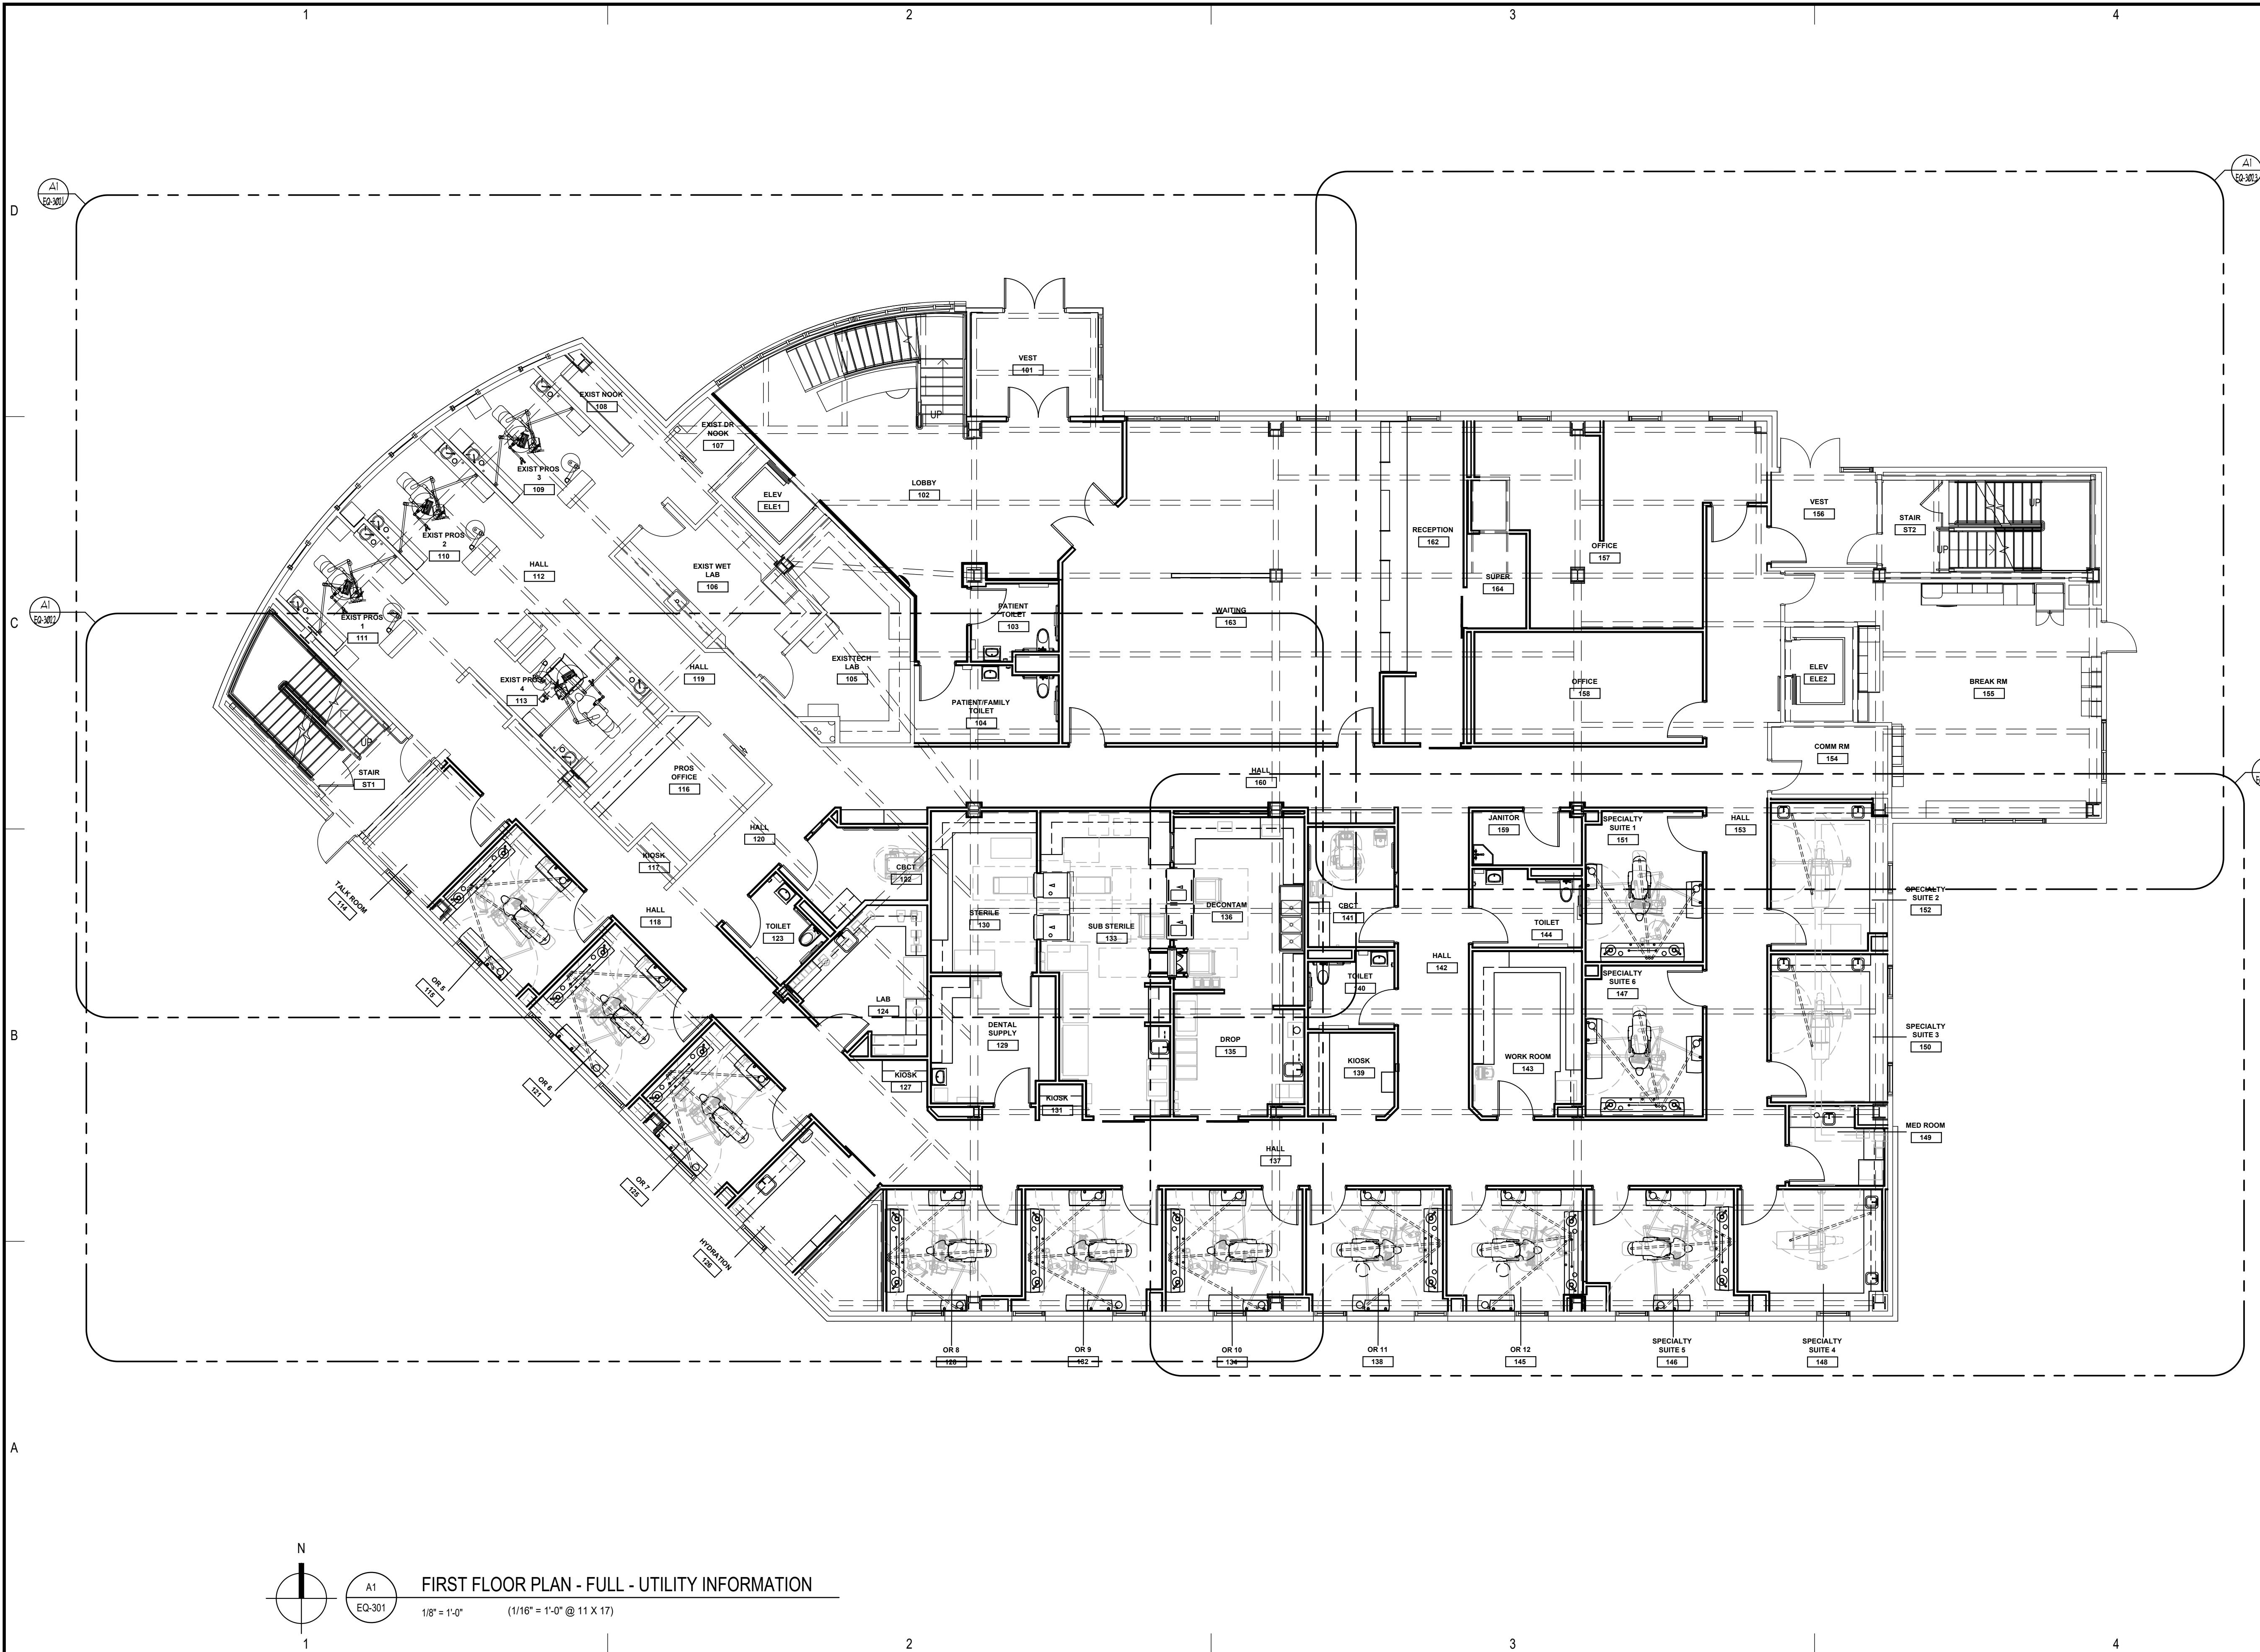 1
2
3
4
D
C
B
A
A1
A1
A1
VEST
101
EXIST NOOK
108
EXIST DR
NOOK
107
EXIST PROS
3
109
ELEV
ELE1
LOBBY
102
UP
EXIST PROS
2
110
HALL
112
EXIST WET
LAB
106
RECEPTION
162
OFFICE
157
VEST
156
STAIR
ST2
UP
UP
SUPER
164
EXIST PROS
1
111
PATIENT
TOILET
103
WAITING
163
EXIST PROS
4
113
HALL
119
EXISTTECH
LAB
105
OFFICE
158
ELEV
ELE2
BREAK RM
155
PATIENT/FAMILY
TOILET
104
UP
STAIR
ST1
PROS
OFFICE
116
HALL
160
COMM RM
154
HALL
120
JANITOR
159
SPECIALTY
SUITE 1
151
HALL
153
KIOSK
117
CBCT
122
TALK ROOM
114
HALL
118
STERILE
130
SUB STERILE
133
DECONTAM
136
CBCT
141
TOILET
144
SPECIALTY
SUITE 2
152
TOILET
123
HALL
142
OR 5
115
LAB
124
TOILET
140
SPECIALTY
SUITE 6
147
DENTAL
SUPPLY
129
DROP
135
KIOSK
139
WORK ROOM
143
SPECIALTY
SUITE 3
150
OR 6
121
KIOSK
127
KIOSK
131
MED ROOM
149
HALL
137
OR 7
125
HYDRATION
126
OR 8
128
OR 9
132
OR 10
134
OR 11
138
OR 12
145
SPECIALTY
SUITE 5
146
SPECIALTY
SUITE 4
148
N
A1
EQ-301
FIRST FLOOR PLAN - FULL - UTILITY INFORMATION
1/8" = 1'-0"
(1/16" = 1'-0" @ 11 X 17)
1
2
3
4